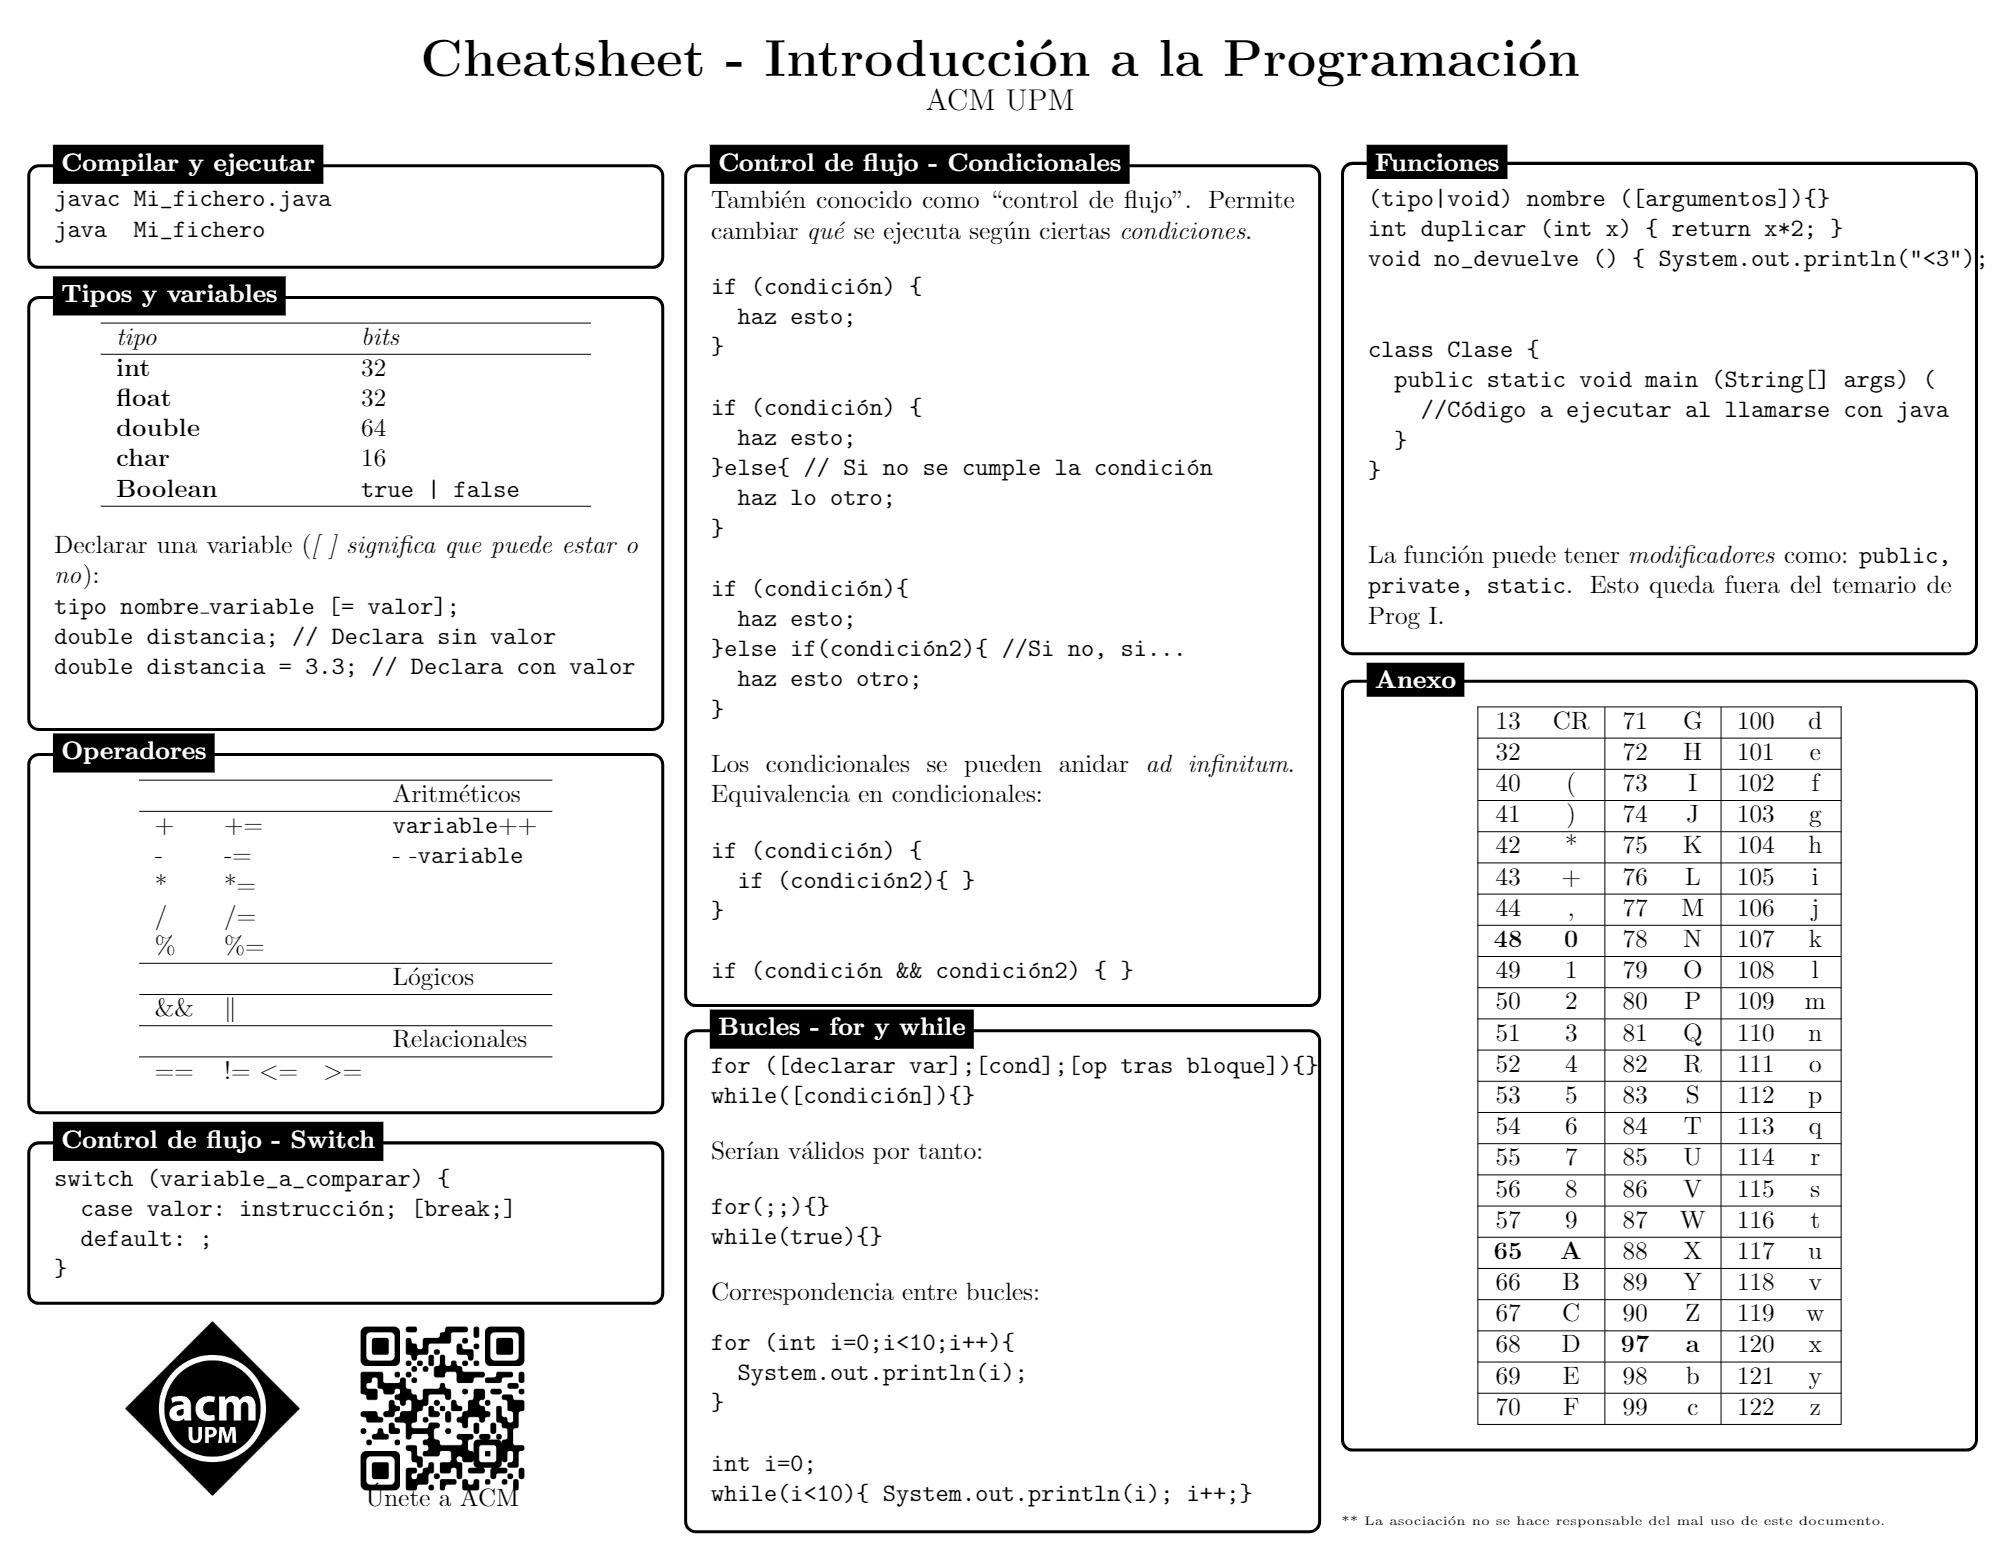 Cheatsheet - Introducción a la Programación
ACM UPM
Compilar y ejecutar
javac Mi_fichero.java
java  Mi_fichero
Tipos y variables
tipo bits
int 32
float 32
double 64
char 16
Boolean true | false
Declarar una variable ([ ] significa que puede estar o
no):
tipo nombre_variable [= valor];
double distancia; // Declara sin valor
double distancia = 3.3; // Declara con valor
Operadores
Aritméticos
+ += variable++
- -= - -variable
* *=
/ /=
% %=
Lógicos
&& ||
Relacionales
== != <= >=
Control de flujo - Switch
switch (variable_a_comparar) {
  case valor: instrucción; [break;]
  default: ;
}
acm
UPM
Únete a ACM
Control de flujo - Condicionales
También conocido como “control de flujo”. Permite
cambiar qué se ejecuta según ciertas condiciones.
if (condición) {
  haz esto;
}
if (condición) {
  haz esto;
}else{ // Si no se cumple la condición
  haz lo otro;
}
if (condición){
  haz esto;
}else if(condición2){ //Si no, si...
  haz esto otro;
}
Los condicionales se pueden anidar ad infinitum.
Equivalencia en condicionales:
if (condición) {
  if (condición2){ }
}
if (condición && condición2) { }
Bucles - for y while
for ([declarar var];[cond];[op tras bloque]){}
while([condición]){}
Serían válidos por tanto:
for(;;){}
while(true){}
Correspondencia entre bucles:
for (int i=0;i<10;i++){
  System.out.println(i);
}
int i=0;
while(i<10){ System.out.println(i); i++;}
Funciones
(tipo|void) nombre ([argumentos]){}
int duplicar (int x) { return x*2; }
void no_devuelve () { System.out.println("<3");
class Clase {
  public static void main (String[] args) (
    //Código a ejecutar al llamarse con java
  }
}
La función puede tener modificadores como: public,
private, static. Esto queda fuera del temario de
Prog I.
Anexo
13 CR 71 G 100 d
32 72 H 101 e
40 ( 73 I 102 f
41 ) 74 J 103 g
42 * 75 K 104 h
43 + 76 L 105 i
44 , 77 M 106 j
48 0 78 N 107 k
49 1 79 O 108 l
50 2 80 P 109 m
51 3 81 Q 110 n
52 4 82 R 111 o
53 5 83 S 112 p
54 6 84 T 113 q
55 7 85 U 114 r
56 8 86 V 115 s
57 9 87 W 116 t
65 A 88 X 117 u
66 B 89 Y 118 v
67 C 90 Z 119 w
68 D 97 a 120 x
69 E 98 b 121 y
70 F 99 c 122 z
** La asociación no se hace responsable del mal uso de este documento.